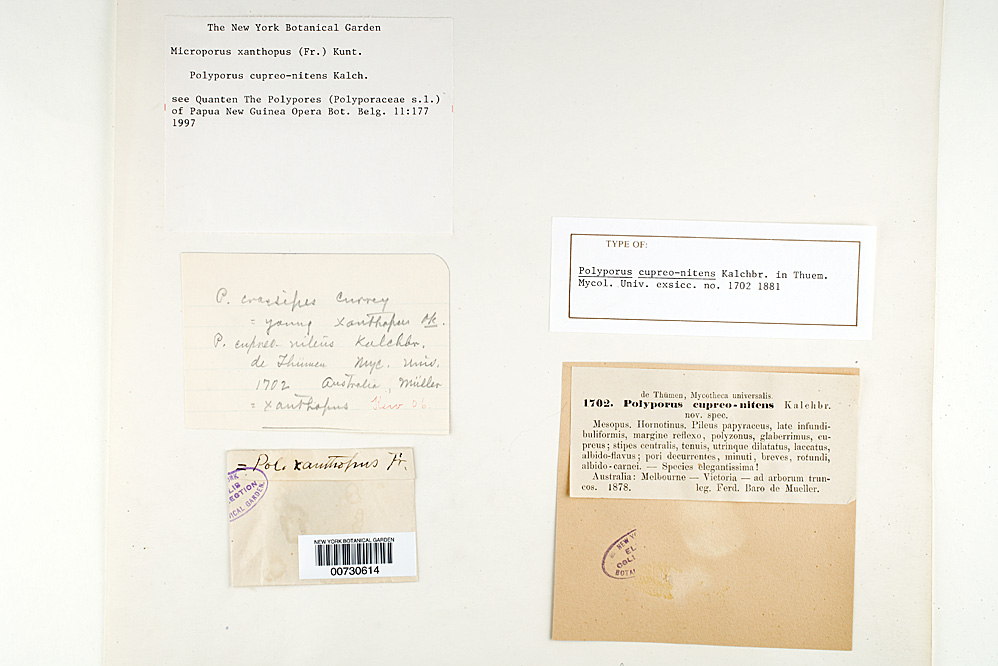 The New York Botanical Garden
Microporus xanthopus (Fr.) Kunt.
Polyporus cupreo-nitens Kalch.
see Quanten The Polypores (Polyporaceae s.l.)
of Papua New Guinea Opera Bot. Belg. 11:177
1997
TYPE OF:
Polyporus cupreo-nitens Kalchbr. in Thuem.
Mycol. Univ. exsicc. no. 1702 1881
P. crassipes Currey
= young xanthopus
P. cupreo-nitens Kalchbr.
de Thümen Myc. Univ.
1702 Australia, Müller
= xanthopus Kew 06
= Pol. xanthopus Fr.
NEW YORK BOTANICAL GARDEN
00730614
de Thümen, Mycotheca universalis.
1702. Polyporus cupreo-nitens Kalchbr.
nov. spec.
Mesopus, Hornotinus, Pileus papyraceus, late infundi-
buliformis, margine reflexo, polyzonus, glaberrimus, cu-
preus; stipes centralis, tenuis, utrinque dilatatus, laccatus,
albido-flavus; pori decurrentes, minuti, breves, rotundi,
albido-carnei. — Species elegantissima!
Australia: Melbourne — Victoria — ad arborum trun-
cos. 1878. leg. Ferd. Baro de Mueller.